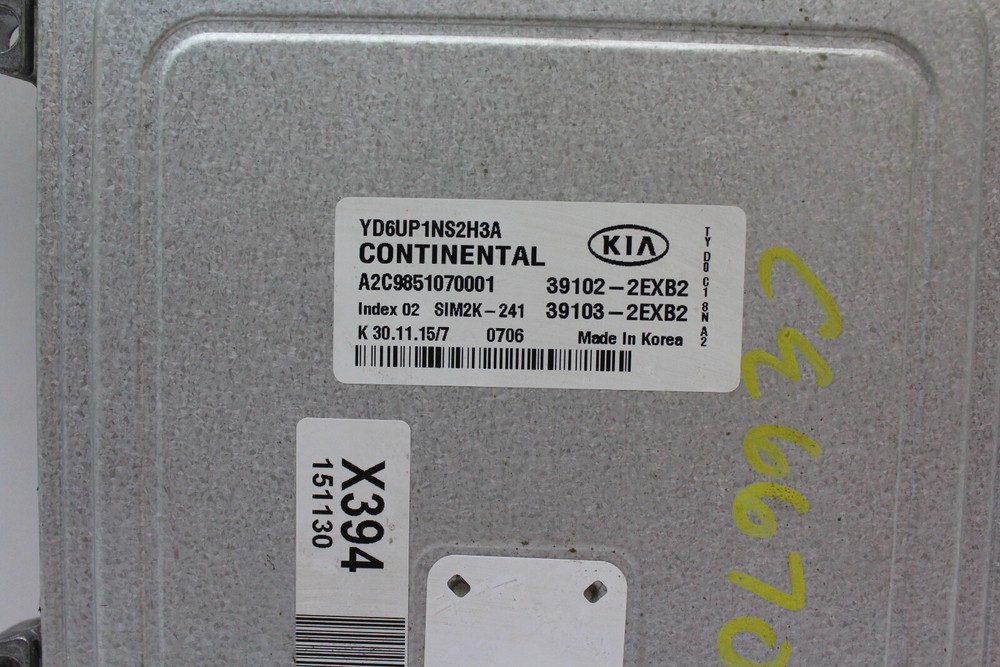 YD6UP1NS2H3A
CONTINENTAL
KIA
A2C9851070001 39102-2EXB2
Index 02 SIM2K-241 39103-2EXB2
K 30.11.15/7 0706 Made In Korea
TY D0 C1 8N A2
X394
151130